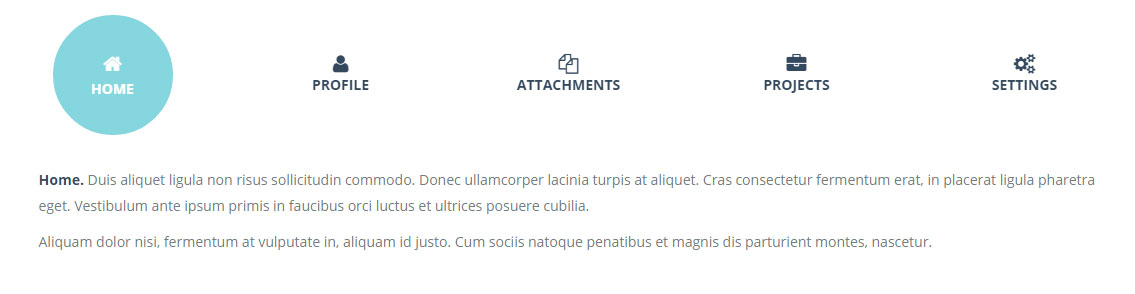 HOME PROFILE ATTACHMENTS PROJECTS SETTINGS
Home. Duis aliquet ligula non risus sollicitudin commodo. Donec ullamcorper lacinia turpis at aliquet. Cras consectetur fermentum erat, in placerat ligula pharetra
eget. Vestibulum ante ipsum primis in faucibus orci luctus et ultrices posuere cubilia.
Aliquam dolor nisi, fermentum at vulputate in, aliquam id justo. Cum sociis natoque penatibus et magnis dis parturient montes, nascetur.